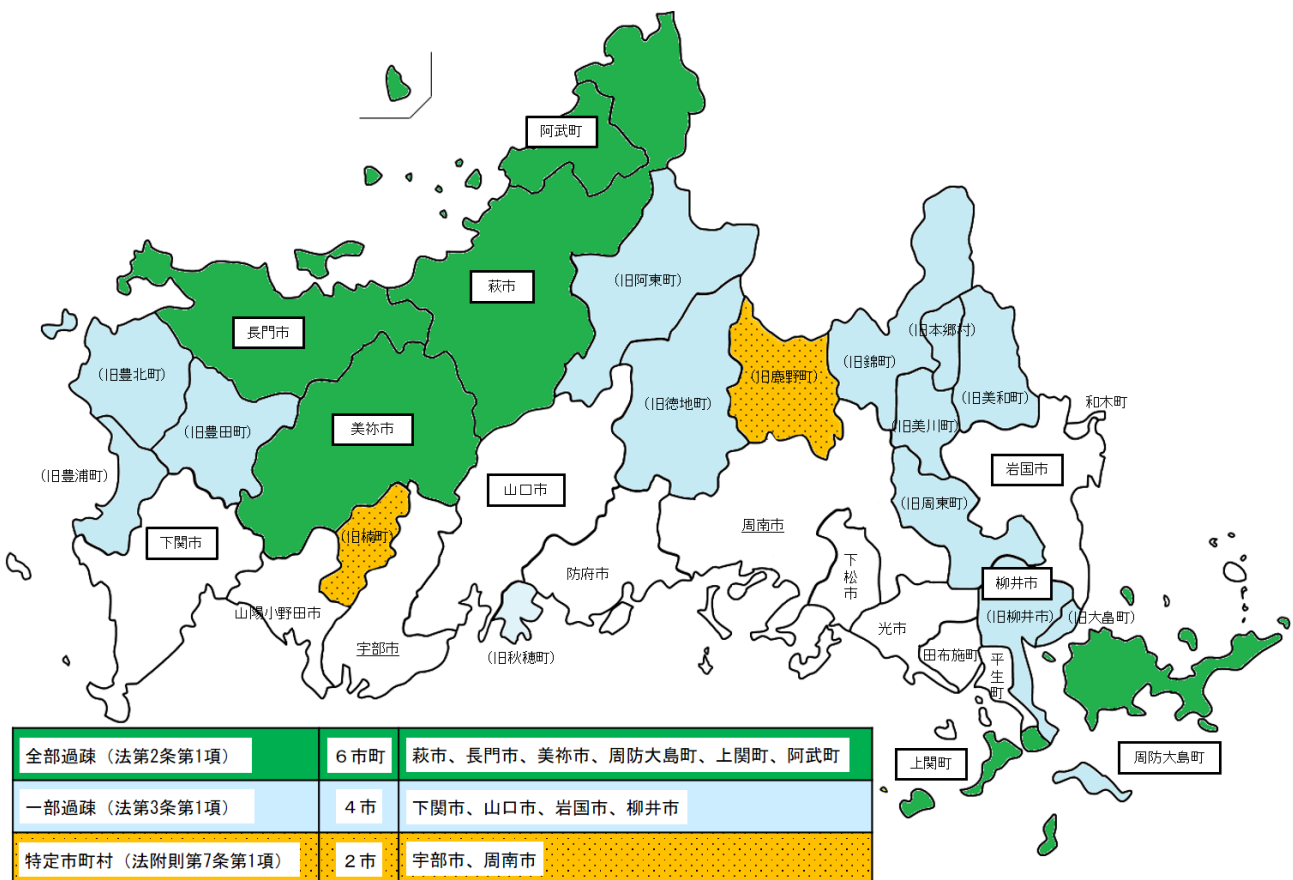 阿武町
萩市
(旧阿東町)
長門市
(旧本郷村)
(旧豊北町)
(旧錦町)
(旧鹿野町)
(旧徳地町)
(旧美和町)
和木町
(旧豊田町)
美祢市
(旧美川町)
(旧豊浦町)
岩国市
山口市
(旧周東町)
下関市
(旧楠町)
周南市
防府市
下松市
柳井市
山陽小野田市
(旧柳井市)
(旧大畠町)
光市
宇部市
(旧秋穂町)
田布施町
平生町
上関町
周防大島町
全部過疎(法第2条第1項) 6市町 萩市、長門市、美祢市、周防大島町、上関町、阿武町
一部過疎(法第3条第1項) 4市 下関市、山口市、岩国市、柳井市
特定市町村(法附則第7条第1項) 2市 宇部市、周南市